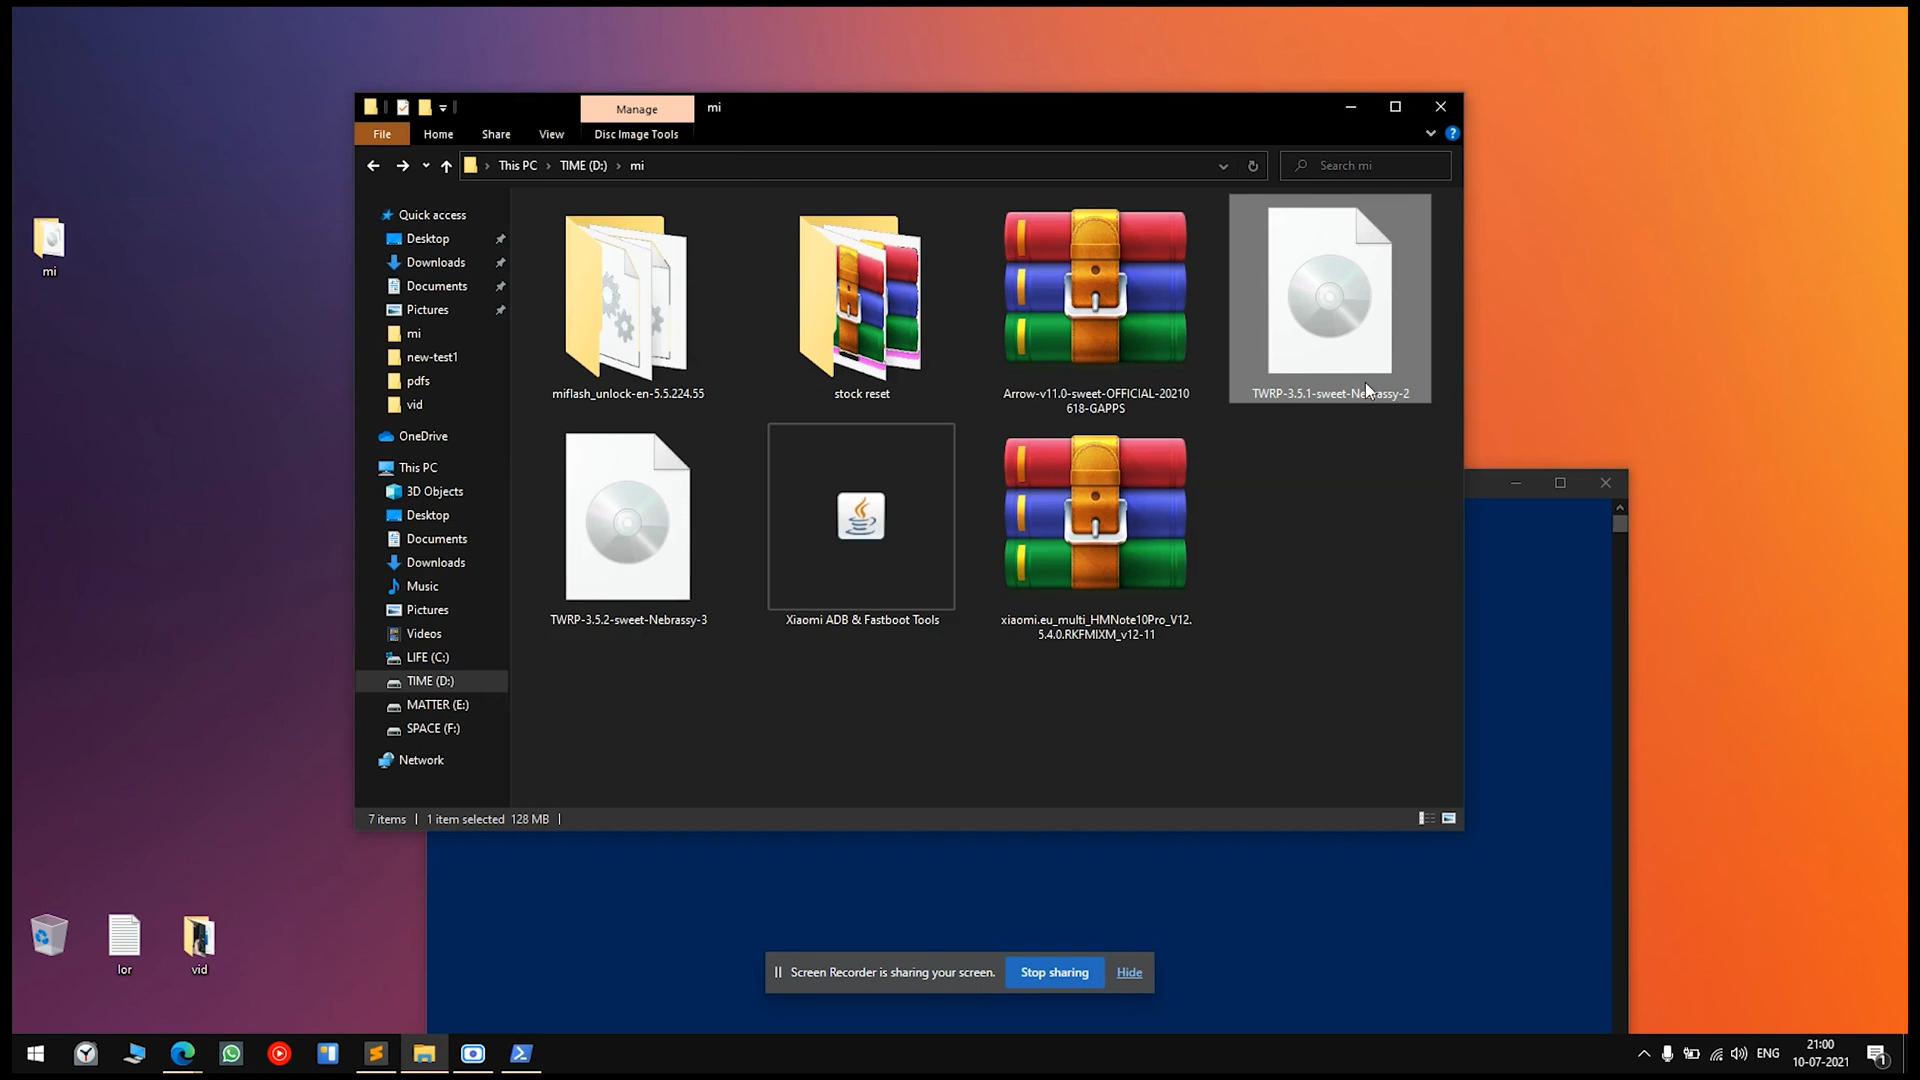 Manage
mi
File
Home
Share
View
Disc Image Tools
?
This PC
TIME (D:)
mi
Search mi
Quick access
Desktop
Downloads
Documents
Pictures
mi
new-test1
pdfs
vid
OneDrive
This PC
3D Objects
Desktop
Documents
Downloads
Music
Pictures
Videos
LIFE (C:)
TIME (D:)
MATTER (E:)
SPACE (F:)
Network
miflash_unlock-en-5.5.224.55
stock reset
Arrow-v11.0-sweet-OFFICIAL-20210
618-GAPPS
TWRP-3.5.1-sweet-Nebrassy-2
TWRP-3.5.2-sweet-Nebrassy-3
Xiaomi ADB & Fastboot Tools
xiaomi.eu_multi_HMNote10Pro_V12.
5.4.0.RKFMIXM_v12-11
7 items
1 item selected 128 MB
mi
lor
vid
Screen Recorder is sharing your screen.
Stop sharing
Hide
ENG
21:00
10-07-2021
1